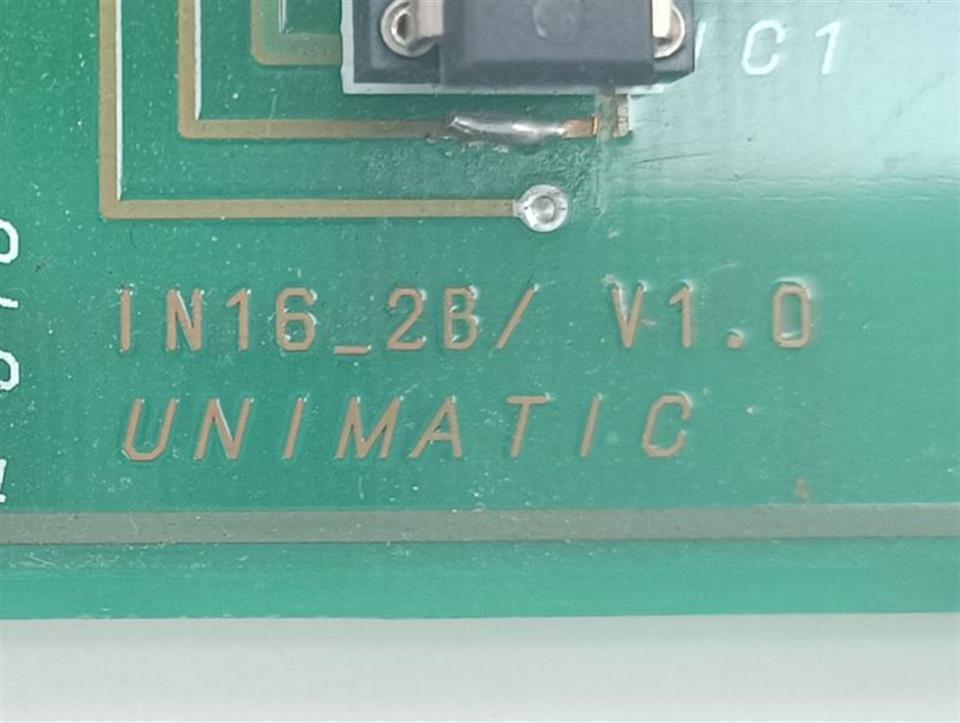 C1
IN16_2B/ V1.0
UNIMATIC